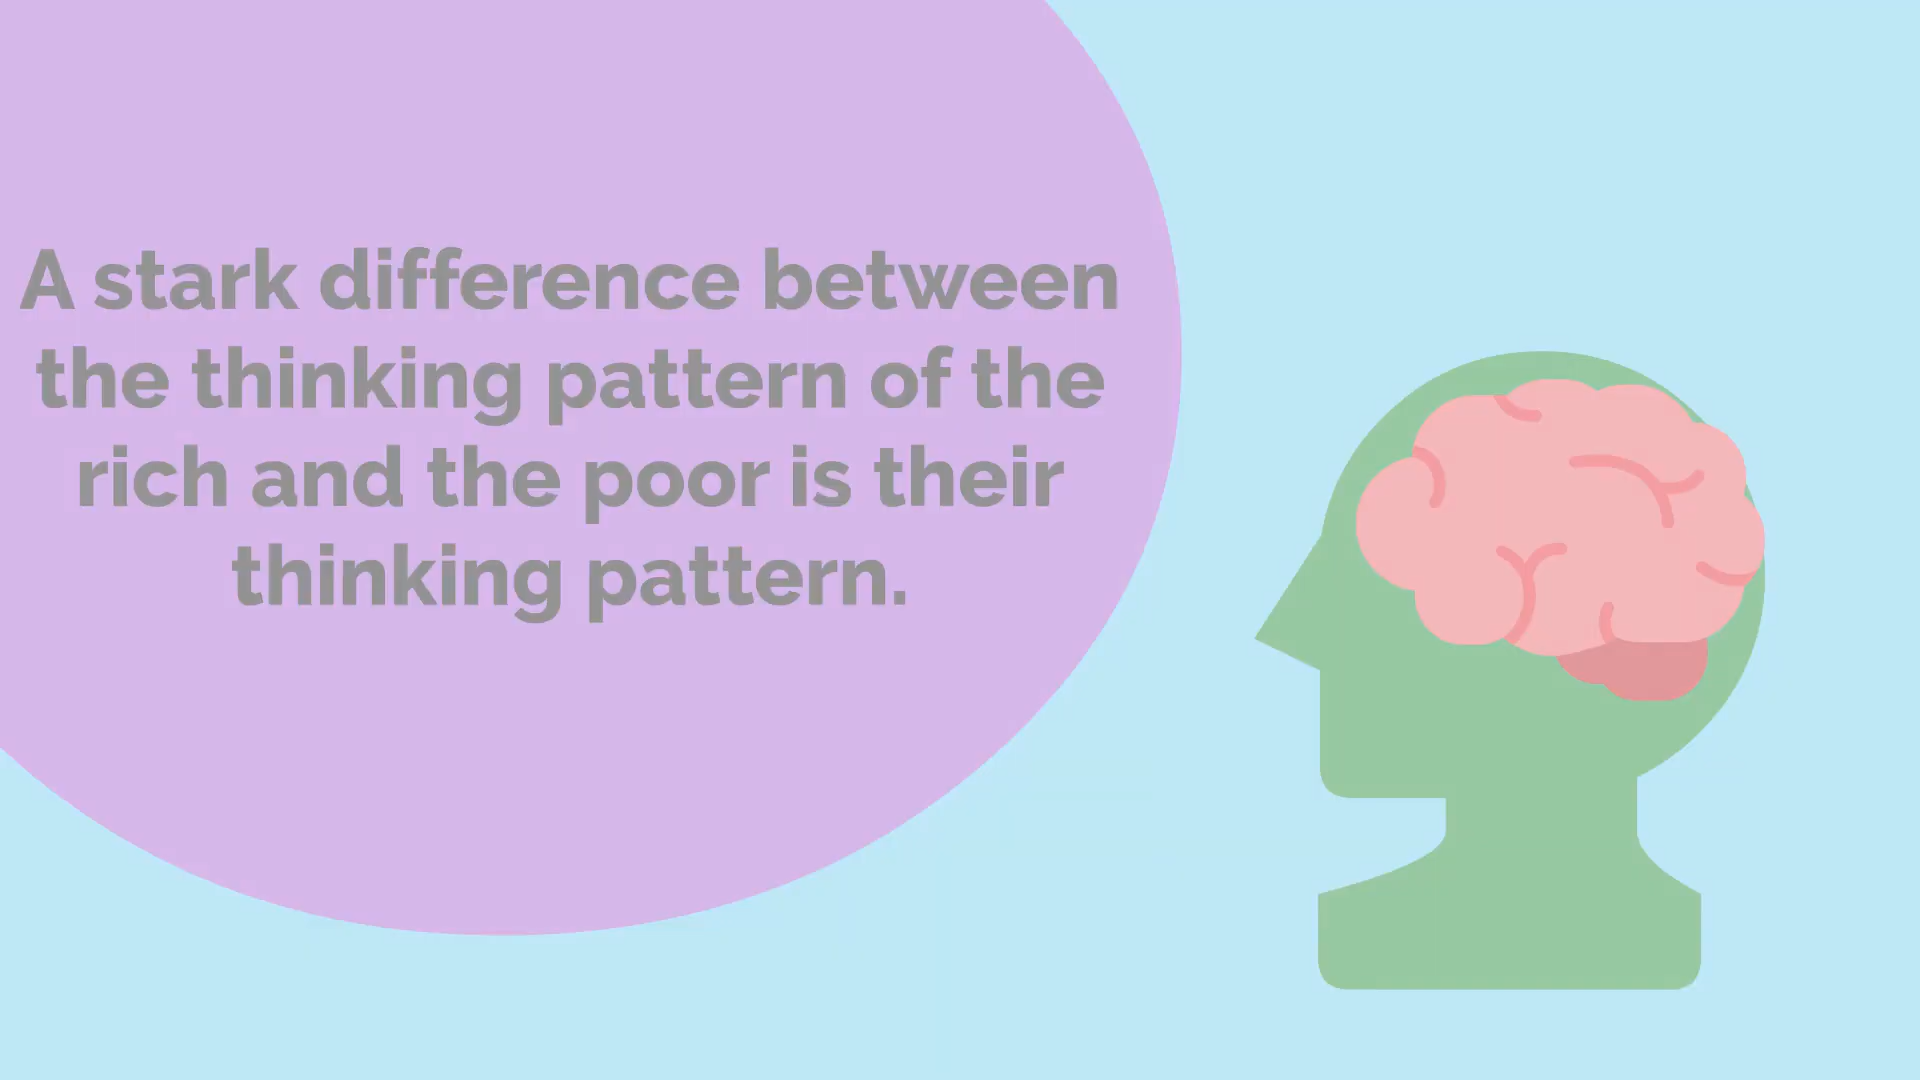 A stark difference between
the thinking pattern of the
rich and the poor is their
thinking pattern.